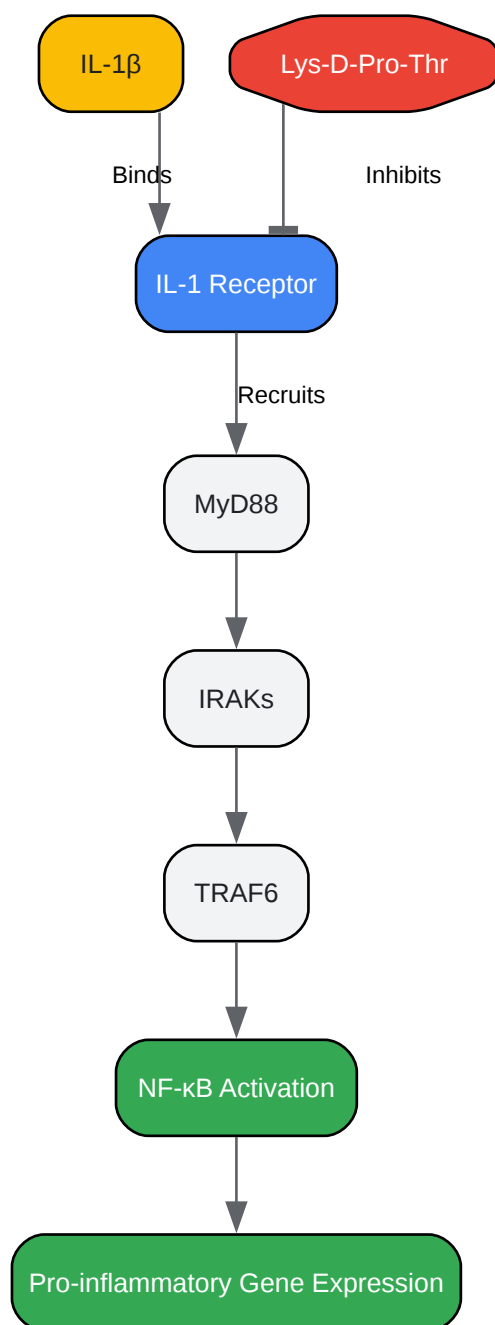 IL-1β
Lys-D-Pro-Thr
Binds
Inhibits
IL-1 Receptor
Recruits
MyD88
IRAKs
TRAF6
NF-κB Activation
Pro-inflammatory Gene Expression